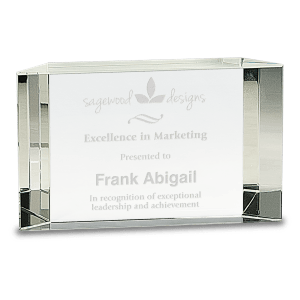 sagewood designs
Excellence in Marketing
Presented to
Frank Abigail
In recognition of exceptional
leadership and achievement